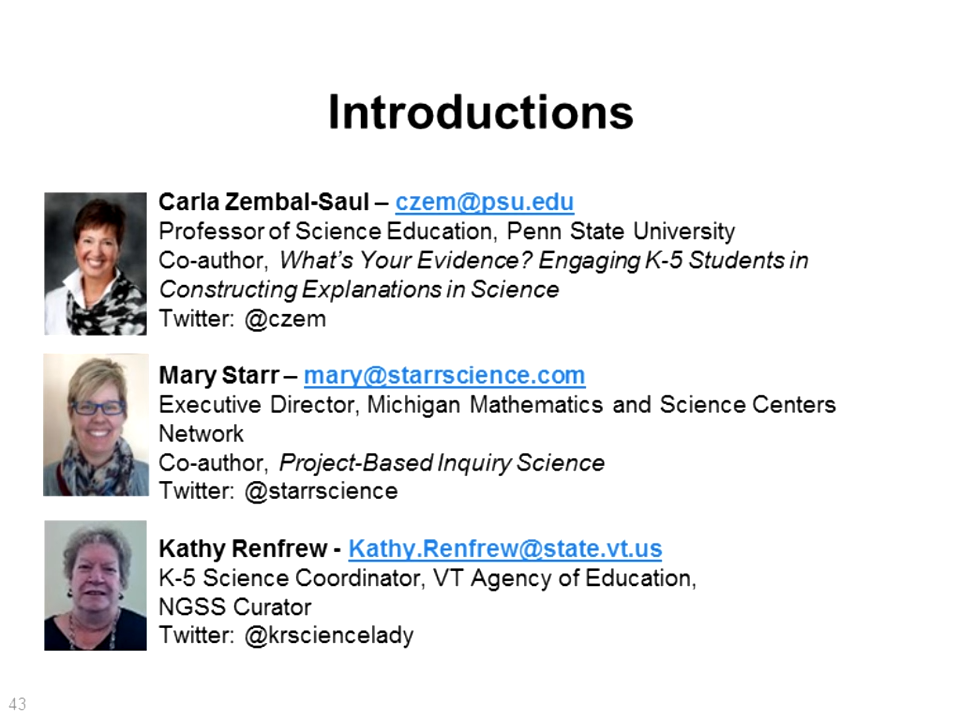 Introductions
Carla Zembal-Saul – czem@psu.edu
Professor of Science Education, Penn State University
Co-author, What's Your Evidence? Engaging K-5 Students in
Constructing Explanations in Science
Twitter: @czem
Mary Starr – mary@starrscience.com
Executive Director, Michigan Mathematics and Science Centers
Network
Co-author, Project-Based Inquiry Science
Twitter: @starrscience
Kathy Renfrew - Kathy.Renfrew@state.vt.us
K-5 Science Coordinator, VT Agency of Education,
NGSS Curator
Twitter: @krsciencelady
43